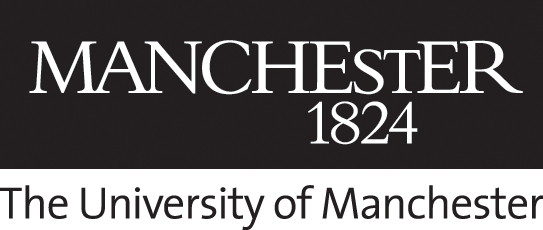 MANCHESTER
1824
The University of Manchester